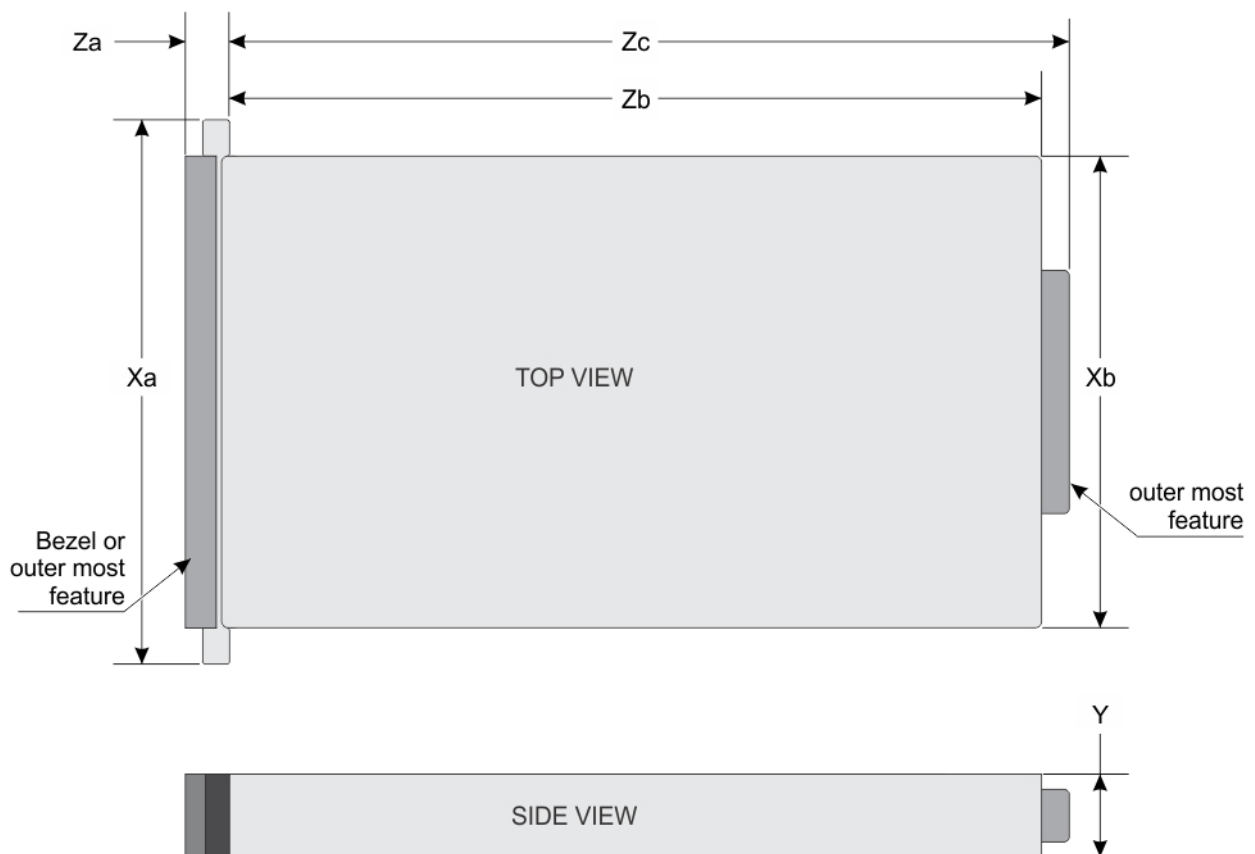 Za
Zc
Zb
Xa
TOP VIEW
Xb
outer most
feature
Bezel or
outer most
feature
Y
SIDE VIEW